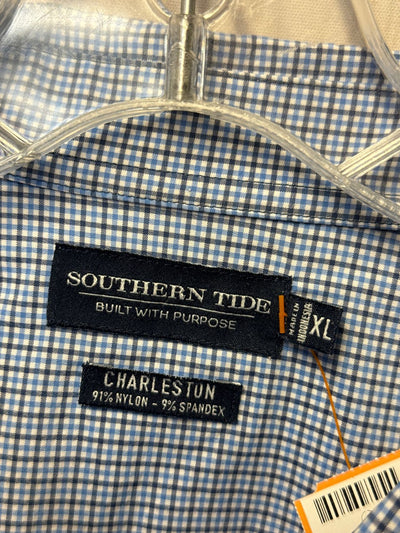 SOUTHERN TIDE
BUILT WITH PURPOSE
MADE IN
INDONESIA
XL
CHARLESTON
91% NYLON - 9% SPANDEX